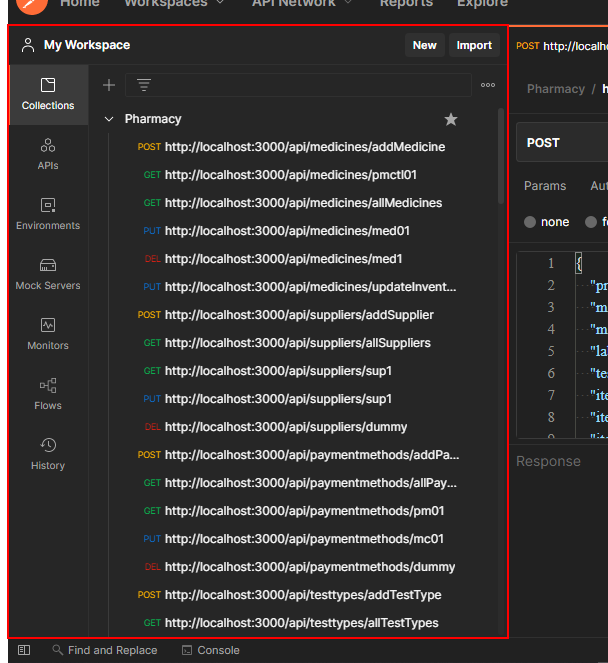 Home Workspaces API Network Reports Explore
My Workspace New Import
Collections
APIs
Environments
Mock Servers
Monitors
Flows
History
Pharmacy
POST http://localhost:3000/api/medicines/addMedicine
GET http://localhost:3000/api/medicines/pmctl01
GET http://localhost:3000/api/medicines/allMedicines
PUT http://localhost:3000/api/medicines/med01
DEL http://localhost:3000/api/medicines/med1
PUT http://localhost:3000/api/medicines/updateInvent...
POST http://localhost:3000/api/suppliers/addSupplier
GET http://localhost:3000/api/suppliers/allSuppliers
GET http://localhost:3000/api/suppliers/sup1
PUT http://localhost:3000/api/suppliers/sup1
DEL http://localhost:3000/api/suppliers/dummy
POST http://localhost:3000/api/paymentmethods/addPa...
GET http://localhost:3000/api/paymentmethods/allPay...
GET http://localhost:3000/api/paymentmethods/pm01
PUT http://localhost:3000/api/paymentmethods/mc01
DEL http://localhost:3000/api/paymentmethods/dummy
POST http://localhost:3000/api/testtypes/addTestType
GET http://localhost:3000/api/testtypes/allTestTypes
POST http://localh
Pharmacy / h
POST
Params Aut
none f
1 {
2 "pr
3 "m
4 "m
5 "lal
6 "te
7 "ite
8 "ite
9 "it
Response
Find and Replace Console